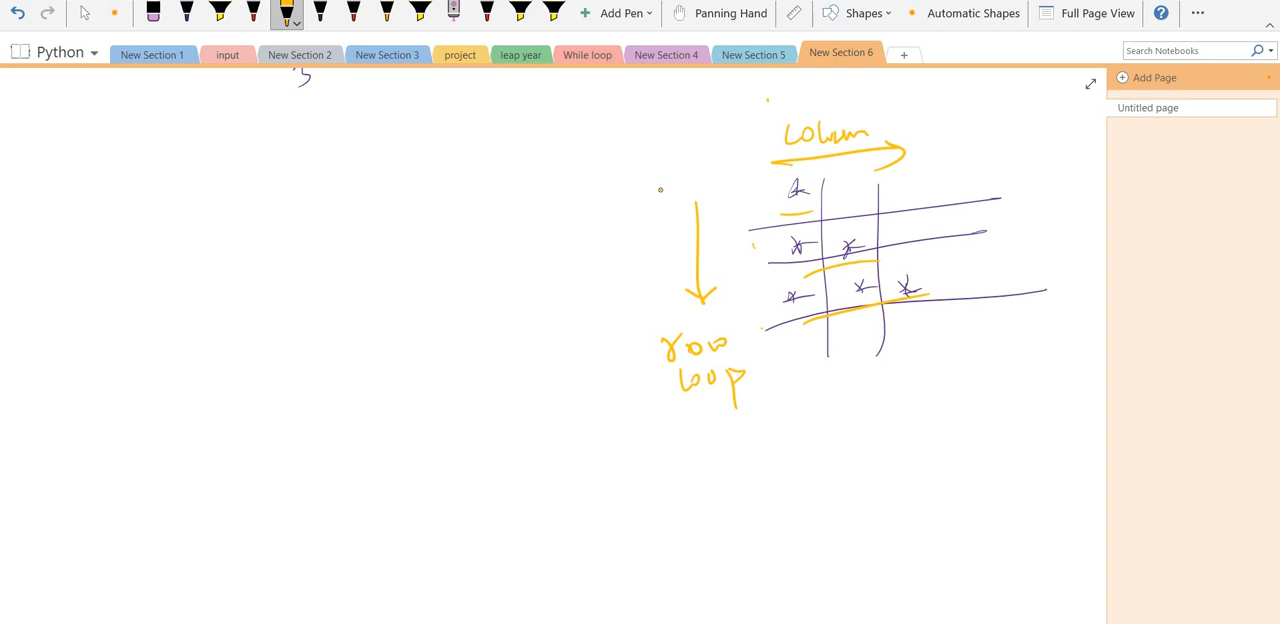 Add Pen
Panning Hand
Shapes
Automatic Shapes
Full Page View
?
Python
New Section 1
input
New Section 2
New Section 3
project
leap year
While loop
New Section 4
New Section 5
New Section 6
+
Search Notebooks
Add Page
Untitled page
3
column
* 
* *
* * *
row
loop